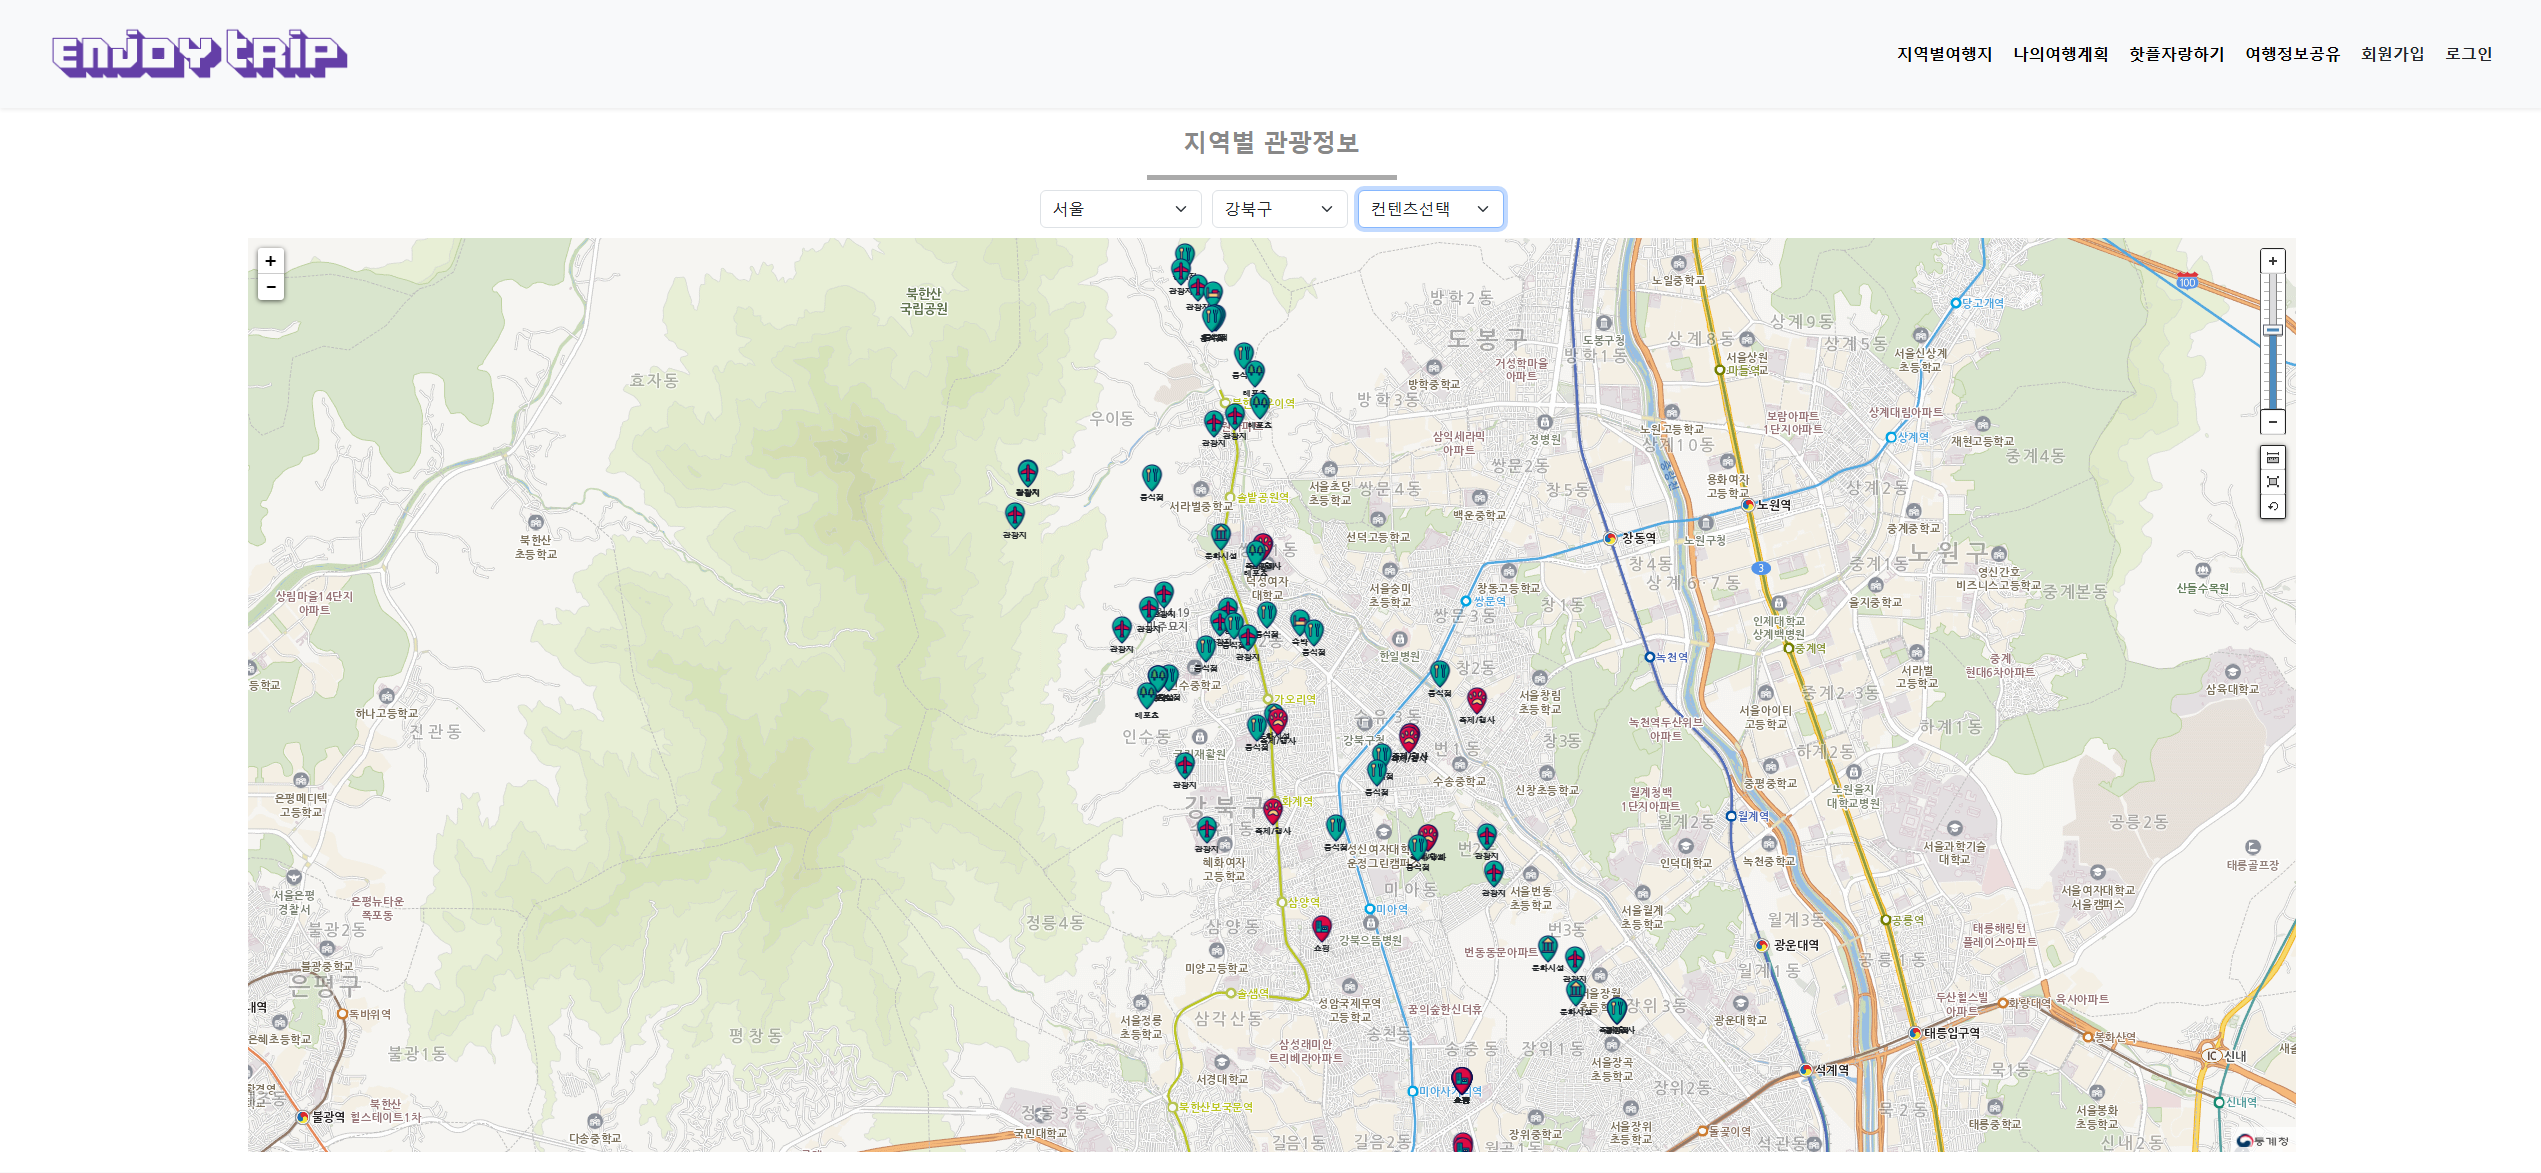 ENJOY TRIP
지역별여행지 나의여행계획 핫플자랑하기 여행정보공유 회원가입 로그인
지역별 관광정보
서울 강북구 컨텐츠선택
+
−
북한산
국립공원
효자동
우이동
방학2동
도봉구
도봉구청
방학1동
노일중학교
상계9동
상계8동
서울상원
초등학교
마들역
상계5동
서울신상계
초등학교
당고개역
100
방학중학교
방학3동
거성학마을
아파트
정병원
삼익세라믹
아파트
쌍문2동
노원고등학교
상계10동
보람아파트
1단지아파트
상계대림아파트
상계역
재현고등학교
중계4동
용화여자
고등학교
상계2동
중랑천
창5동
노원역
서울초당
초등학교
쌍문4동
백운중학교
선덕고등학교
솔밭공원역
서라벌중학교
북한산
초등학교
상림마을14단지
아파트
창동역
노원구청
중계중학교
노원구
중계1동
영신간호
비즈니스고등학교
중계본동
산돌수목원
창4동
상계6·7동
3
을지중학교
덕성여자
대학교
서울숭미
초등학교
창동고등학교
쌍문역
쌍문3동
창1동
인제대학교
상계백병원
중계역
한일병원
창2동
녹천역
서라벌
고등학교
중계
현대6차아파트
삼육대학교
하나고등학교
진관동
가오리역
인수동
강북구청
번1동
수송중학교
서울창림
초등학교
창3동
녹천역두산위브
아파트
서울아이티
고등학교
중계2·3동
하계1동
하계2동
중평중학교
신창초등학교
월계청백
1단지아파트
노원을지
대학교병원
월계2동
월계역
공릉2동
은평메디텍
고등학교
강북구
혜화여자
고등학교
미아동
인덕대학교
녹천중학교
서울과학기술
대학교
태릉골프장
서울은평
경찰서
은평뉴타운
폭포동
불광2동
불광중학교
은평구
정릉4동
삼양동
삼양역
미아역
강북으뜸병원
서울번동
초등학교
번3동
번동동문아파트
서울월계
초등학교
월계3동
광운대역
월계1동
공릉역
공릉1동
서울여자대학교
서울캠퍼스
태릉해링턴
플레이스아파트
미양고등학교
솔샘역
삼각산동
성암국제무역
고등학교
꿈의숲한신더휴
장위3동
광운대학교
두산힐스빌
아파트
화랑대역
육사아파트
태릉입구역
봉화산역
IC 신내
독바위역
은혜초등학교
불광1동
평창동
서울정릉
초등학교
삼성래미안
트리베라아파트
송천동
송중동
장위1동
서울장곡
초등학교
석계역
묵1동
서경대학교
장위2동
북한산
힐스테이트1차
불광역
다솜중학교
정릉3동
국민대학교
북한산보국문역
길음1동
길음2동
월곡1동
장위중학교
서울장위
초등학교
돌곶이역
석관동
묵2동
태릉중학교
서울봉화
초등학교
신내역
신내2동
통계청
관광지
음식점
레포츠
문화시설
축제/행사
숙박
쇼핑